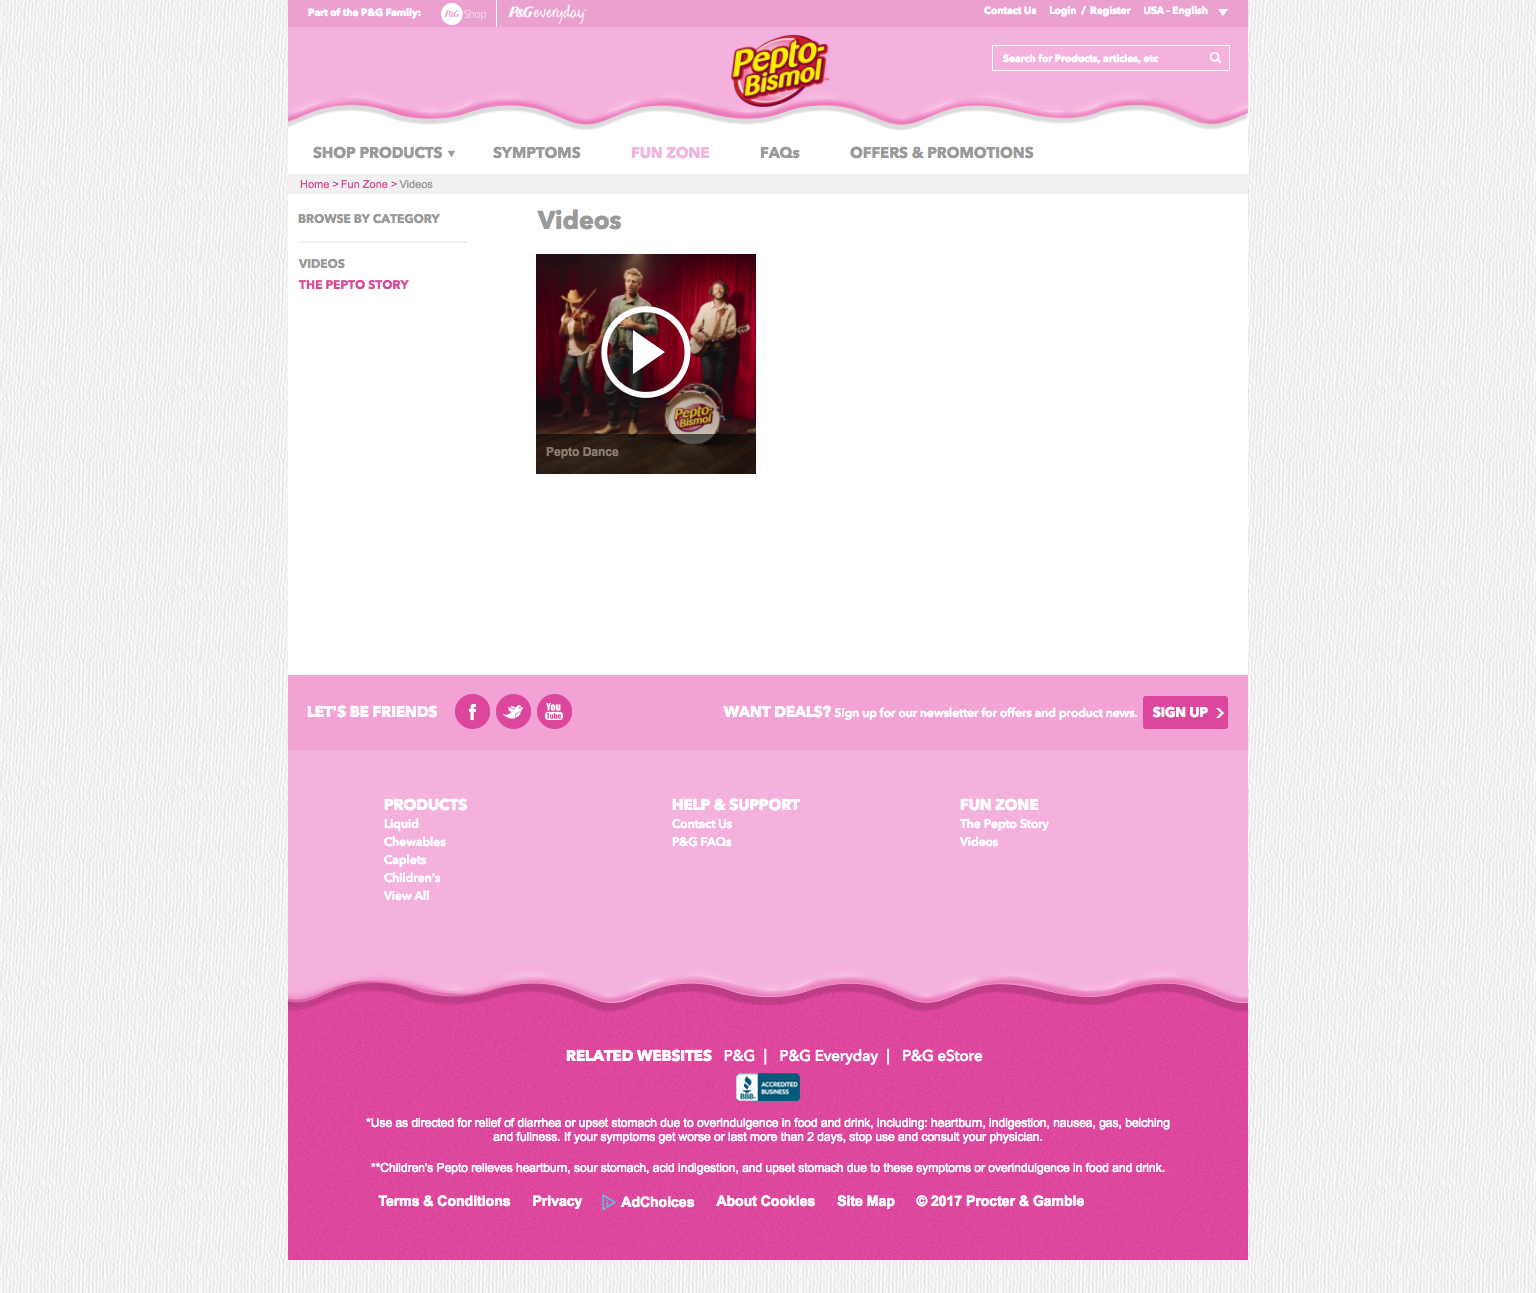 Part of the P&G Family: P&G Shop P&G everyday
Contact Us Login / Register USA - English
Pepto-
Bismol
Search for Products, articles, etc
SHOP PRODUCTS SYMPTOMS FUN ZONE FAQs OFFERS & PROMOTIONS
Home > Fun Zone > Videos
BROWSE BY CATEGORY
VIDEOS
THE PEPTO STORY
Videos
Pepto-
Bismol
Pepto Dance
LET'S BE FRIENDS
f
You
Tube
WANT DEALS? Sign up for our newsletter for offers and product news. SIGN UP
PRODUCTS
Liquid
Chewables
Caplets
Children's
View All
HELP & SUPPORT
Contact Us
P&G FAQs
FUN ZONE
The Pepto Story
Videos
RELATED WEBSITES P&G | P&G Everyday | P&G eStore
BBB.
ACCREDITED
BUSINESS
*Use as directed for relief of diarrhea or upset stomach due to overindulgence in food and drink, including: heartburn, indigestion, nausea, gas, belching
and fullness. If your symptoms get worse or last more than 2 days, stop use and consult your physician.
**Children's Pepto relieves heartburn, sour stomach, acid indigestion, and upset stomach due to these symptoms or overindulgence in food and drink.
Terms & Conditions Privacy AdChoices About Cookies Site Map © 2017 Procter & Gamble